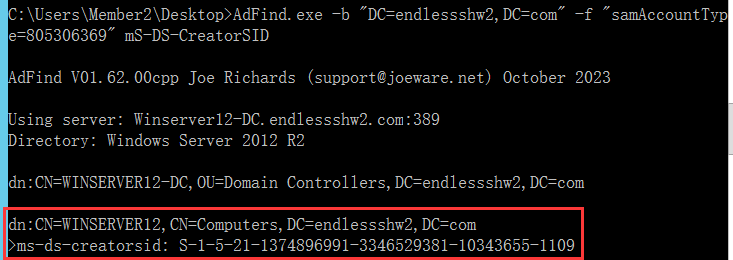 C:\Users\Member2\Desktop>AdFind.exe -b "DC=endlessshw2,DC=com" -f "samAccountTyp
e=805306369" mS-DS-CreatorSID
AdFind V01.62.00cpp Joe Richards (support@joeware.net) October 2023
Using server: Winserver12-DC.endlessshw2.com:389
Directory: Windows Server 2012 R2
dn:CN=WINSERVER12-DC,OU=Domain Controllers,DC=endlessshw2,DC=com
dn:CN=WINSERVER12,CN=Computers,DC=endlessshw2,DC=com
>ms-ds-creatorsid: S-1-5-21-1374896991-3346529381-10343655-1109